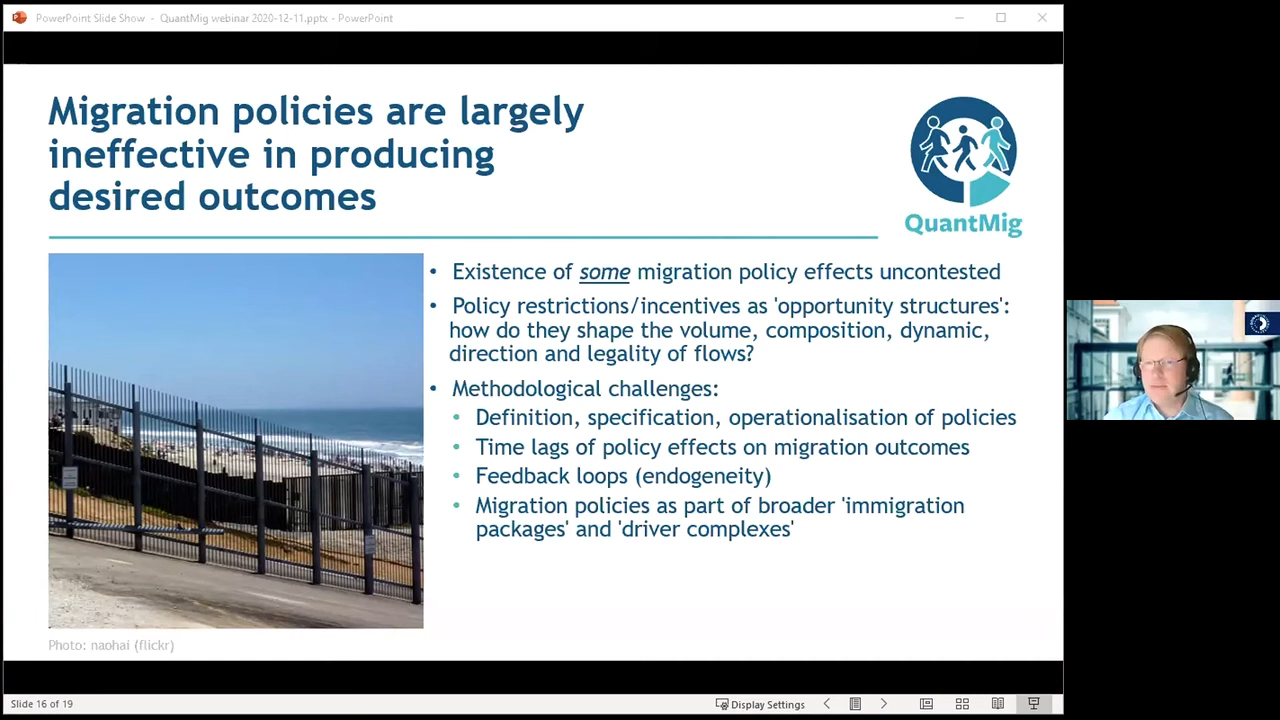 PowerPoint Slide Show - QuantMig webinar 2020-12-11.pptx - PowerPoint
Migration policies are largely
ineffective in producing
desired outcomes
QuantMig
• Existence of some migration policy effects uncontested
• Policy restrictions/incentives as 'opportunity structures':
how do they shape the volume, composition, dynamic,
direction and legality of flows?
• Methodological challenges:
• Definition, specification, operationalisation of policies
• Time lags of policy effects on migration outcomes
• Feedback loops (endogeneity)
• Migration policies as part of broader 'immigration
packages' and 'driver complexes'
Photo: naohai (flickr)
Slide 16 of 19
Display Settings